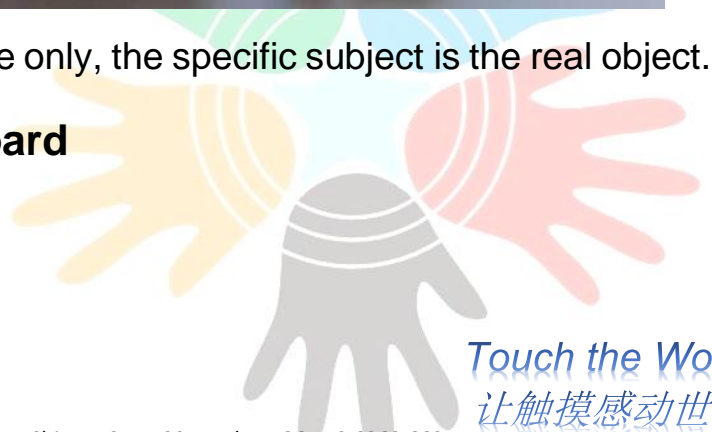 e only, the specific subject is the real object.
ard
Touch the Wo
让触摸感动世